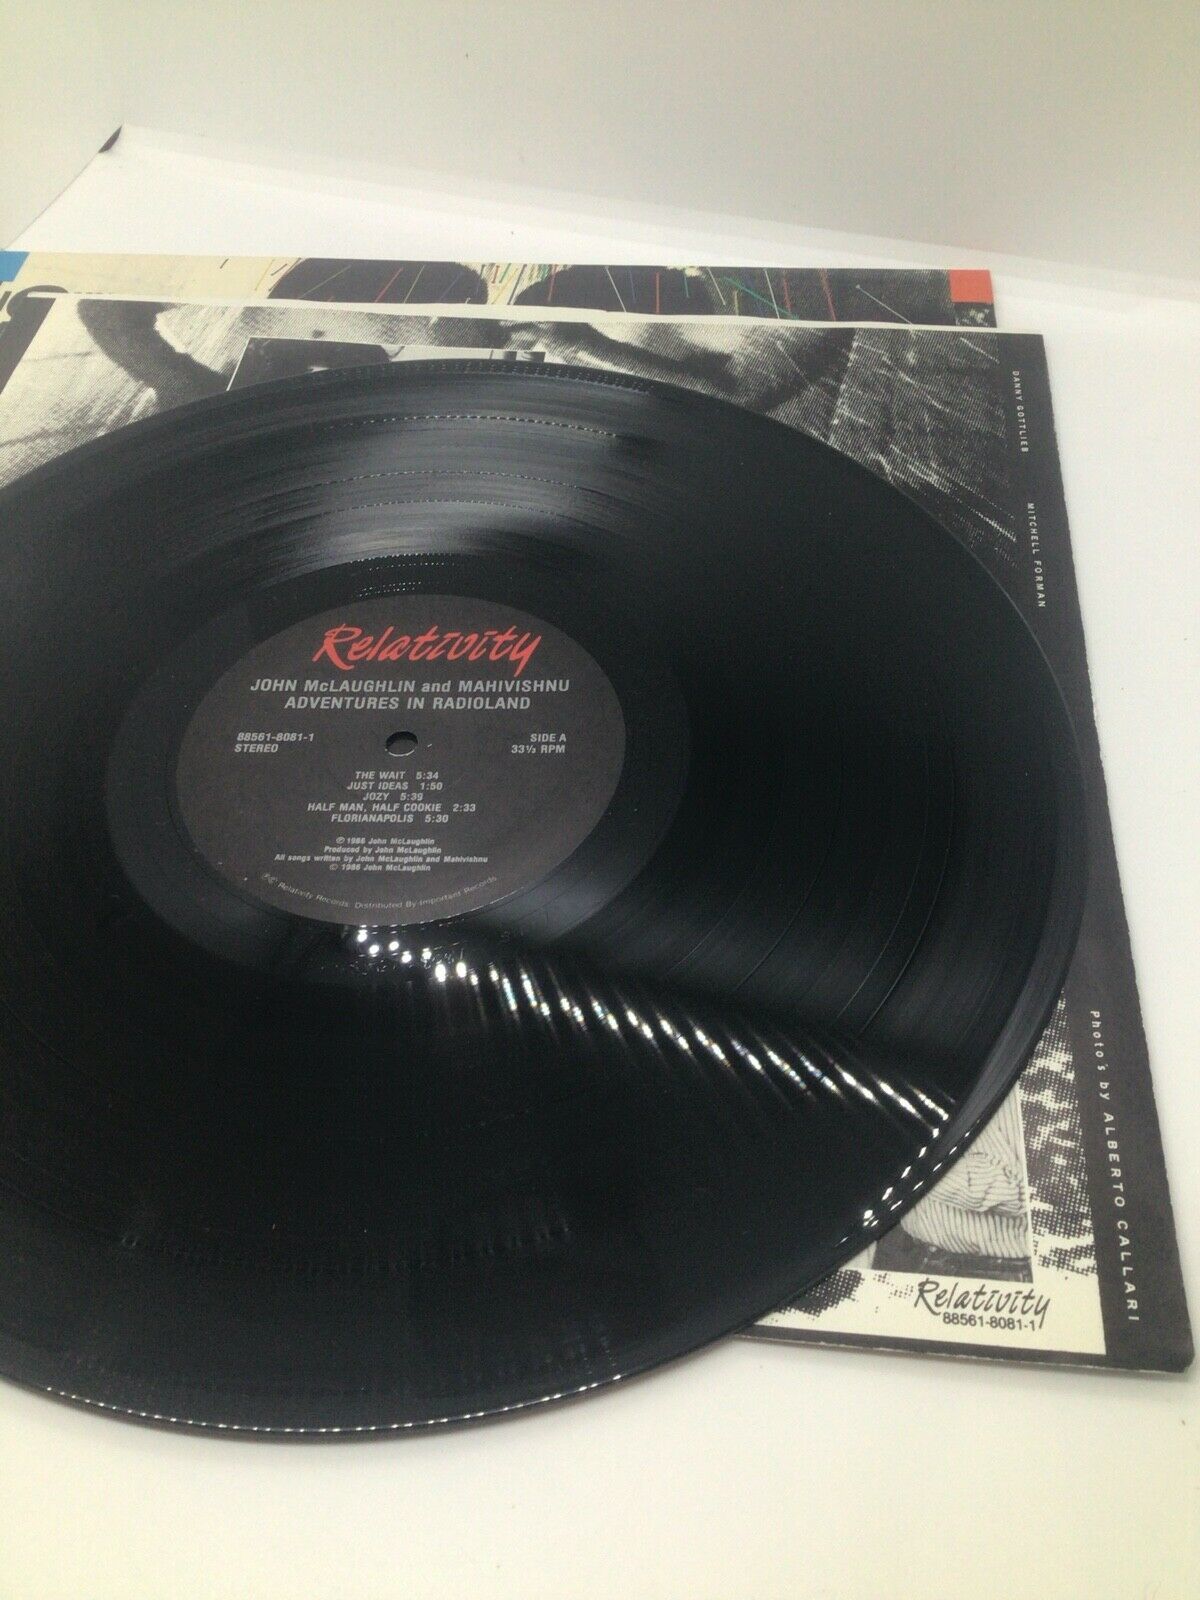 DANNY GOTTLIEB
MITCHELL FORMAN
Relativity
JOHN McLAUGHLIN and MAHIVISHNU
ADVENTURES IN RADIOLAND
88561-8081-1
STEREO
SIDE A
33⅓ RPM
THE WAIT 5:34
JUST IDEAS 1:50
JOZY 5:39
HALF MAN, HALF COOKIE 2:33
FLORIANAPOLIS 5:30
℗ 1986 John McLaughlin
Produced by John McLaughlin
All songs written by John McLaughlin and Mahivishnu
© 1986 John McLaughlin
℗© Relativity Records. Distributed By Important Records
Photo's by ALBERTO CALLARI
Relativity
88561-8081-1